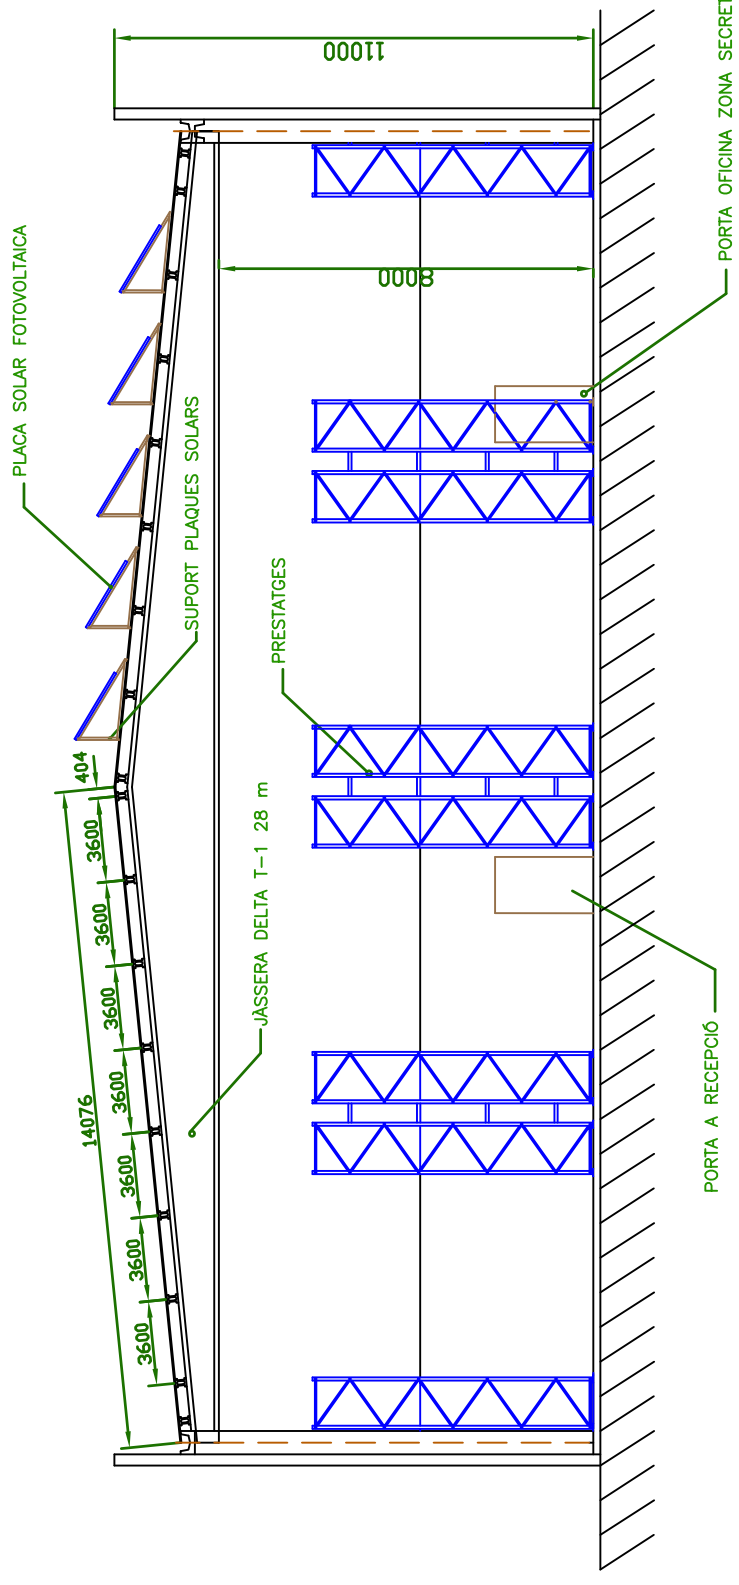 PLACA SOLAR FOTOVOLTAICA
404
14076
3600
3600
3600
3600
3600
3600
3600
SUPORT PLAQUES SOLARS
JÀSSERA DELTA T-1 28 m
PRESTATGES
11000
8000
PORTA A RECEPCIÓ
PORTA OFICINA ZONA SECRET